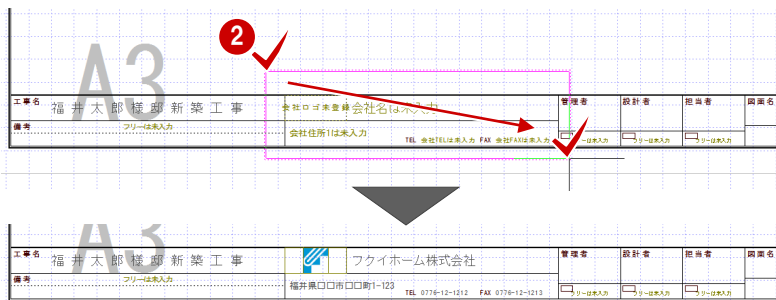 2
A3
工事名 福井太郎様邸新築工事 会社ロゴ未登録 会社名は未入力 管理者 設計者 担当者 図面名
備考 フリーは未入力 会社住所1は未入力 TEL 会社TELは未入力 FAX 会社FAXは未入力 フリーは未入力 フリーは未入力 フリーは未入力
A3
工事名 福井太郎様邸新築工事 フクイホーム株式会社 管理者 設計者 担当者 図面名
備考 フリーは未入力 福井県口口市口口町1-123 TEL 0776-12-1212 FAX 0776-12-1213 フリーは未入力 フリーは未入力 フリーは未入力